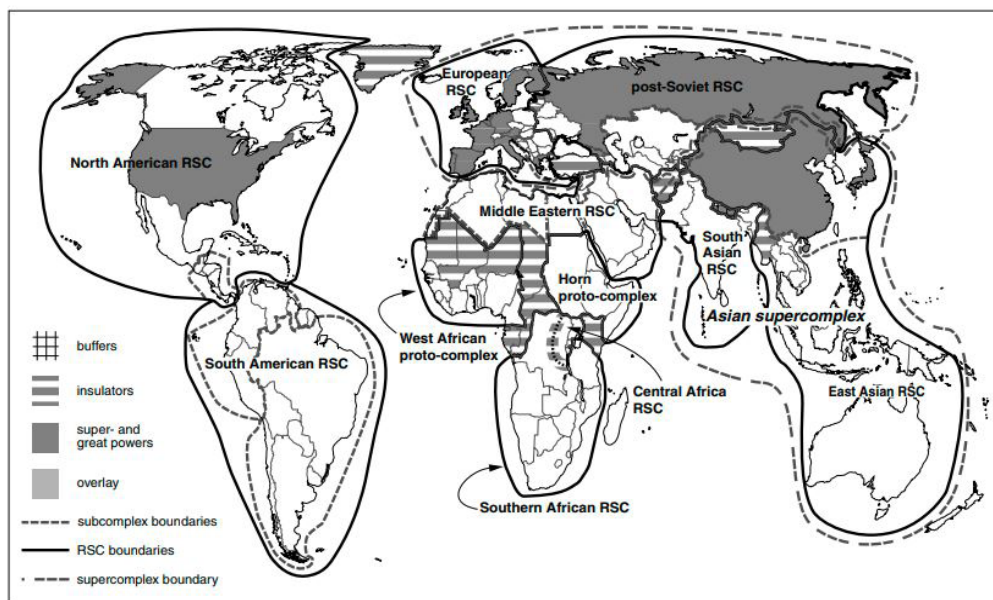 European
RSC
post-Soviet RSC
North American RSC
Middle Eastern RSC
South
Asian
RSC
Horn
proto-complex
Asian supercomplex
West African
proto-complex
South American RSC
Central Africa
RSC
East Asian RSC
Southern African RSC
buffers
insulators
super- and
great powers
overlay
subcomplex boundaries
RSC boundaries
supercomplex boundary